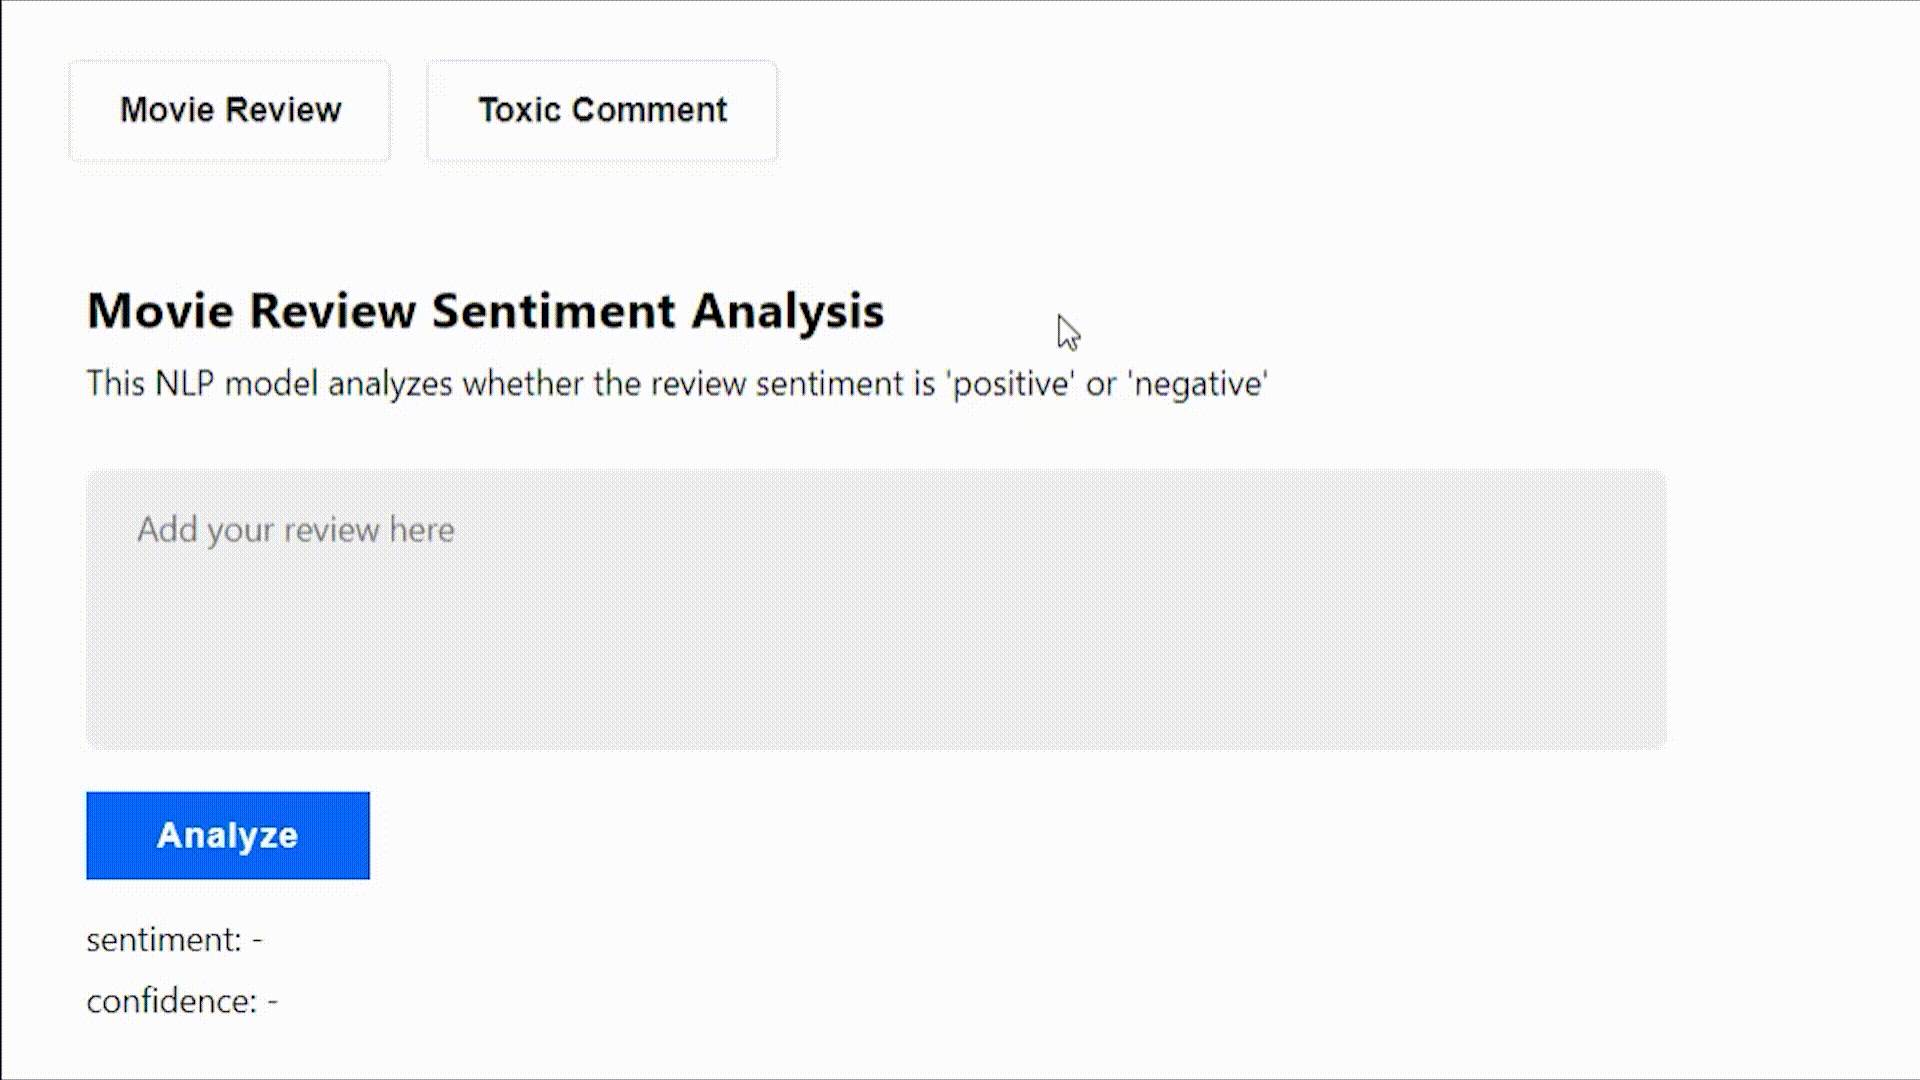 Movie Review
Toxic Comment
Movie Review Sentiment Analysis
This NLP model analyzes whether the review sentiment is 'positive' or 'negative'
Add your review here
Analyze
sentiment: -
confidence: -